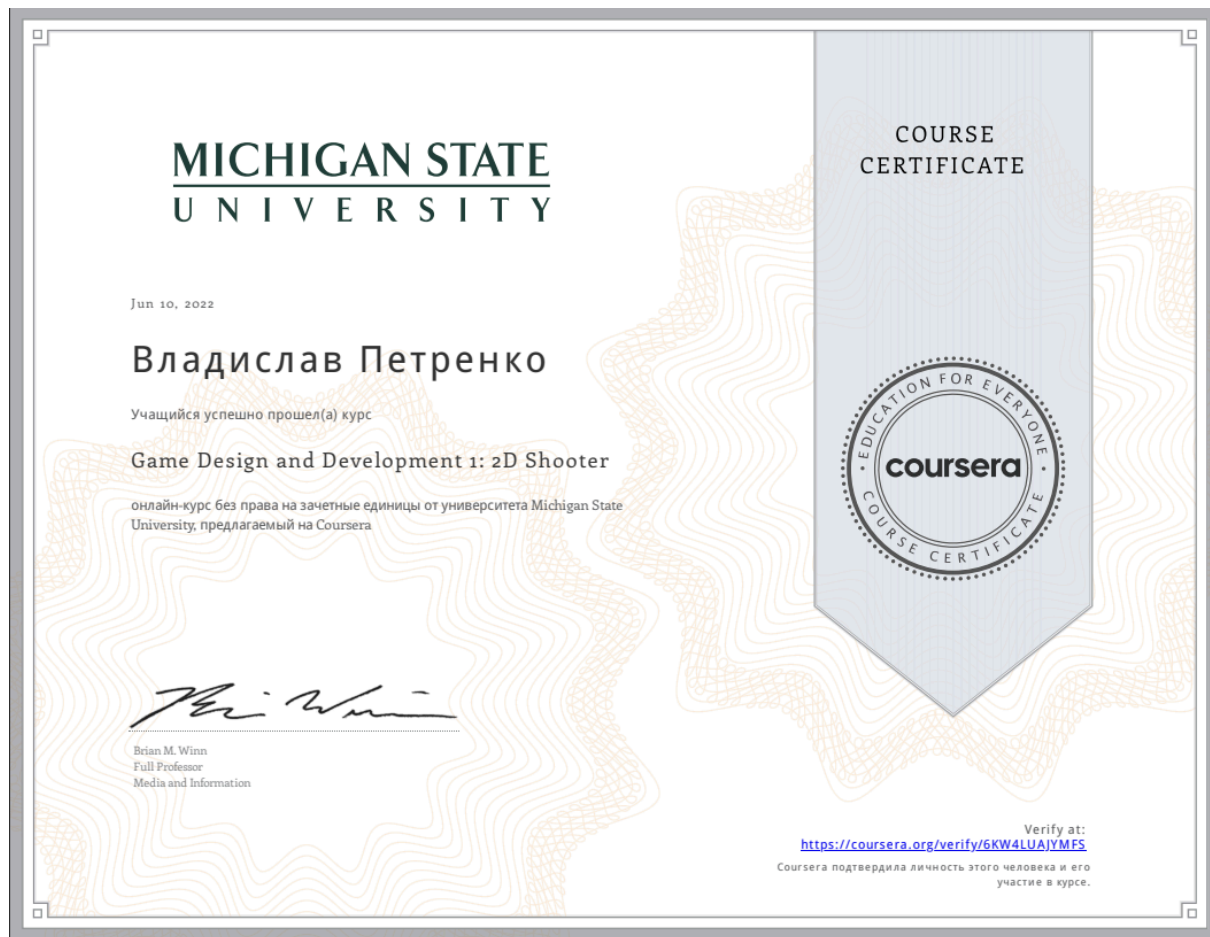 MICHIGAN STATE
UNIVERSITY
COURSE
CERTIFICATE
Jun 10, 2022
Владислав Петренко
Учащийся успешно прошел(а) курс
Game Design and Development 1: 2D Shooter
онлайн-курс без права на зачетные единицы от университета Michigan State
University, предлагаемый на Coursera
EDUCATION FOR EVERYONE
coursera
COURSE CERTIFICATE
Brian M. Winn
Full Professor
Media and Information
Verify at:
https://coursera.org/verify/6KW4LUAJYMFS
Coursera подтвердила личность этого человека и его
участие в курсе.